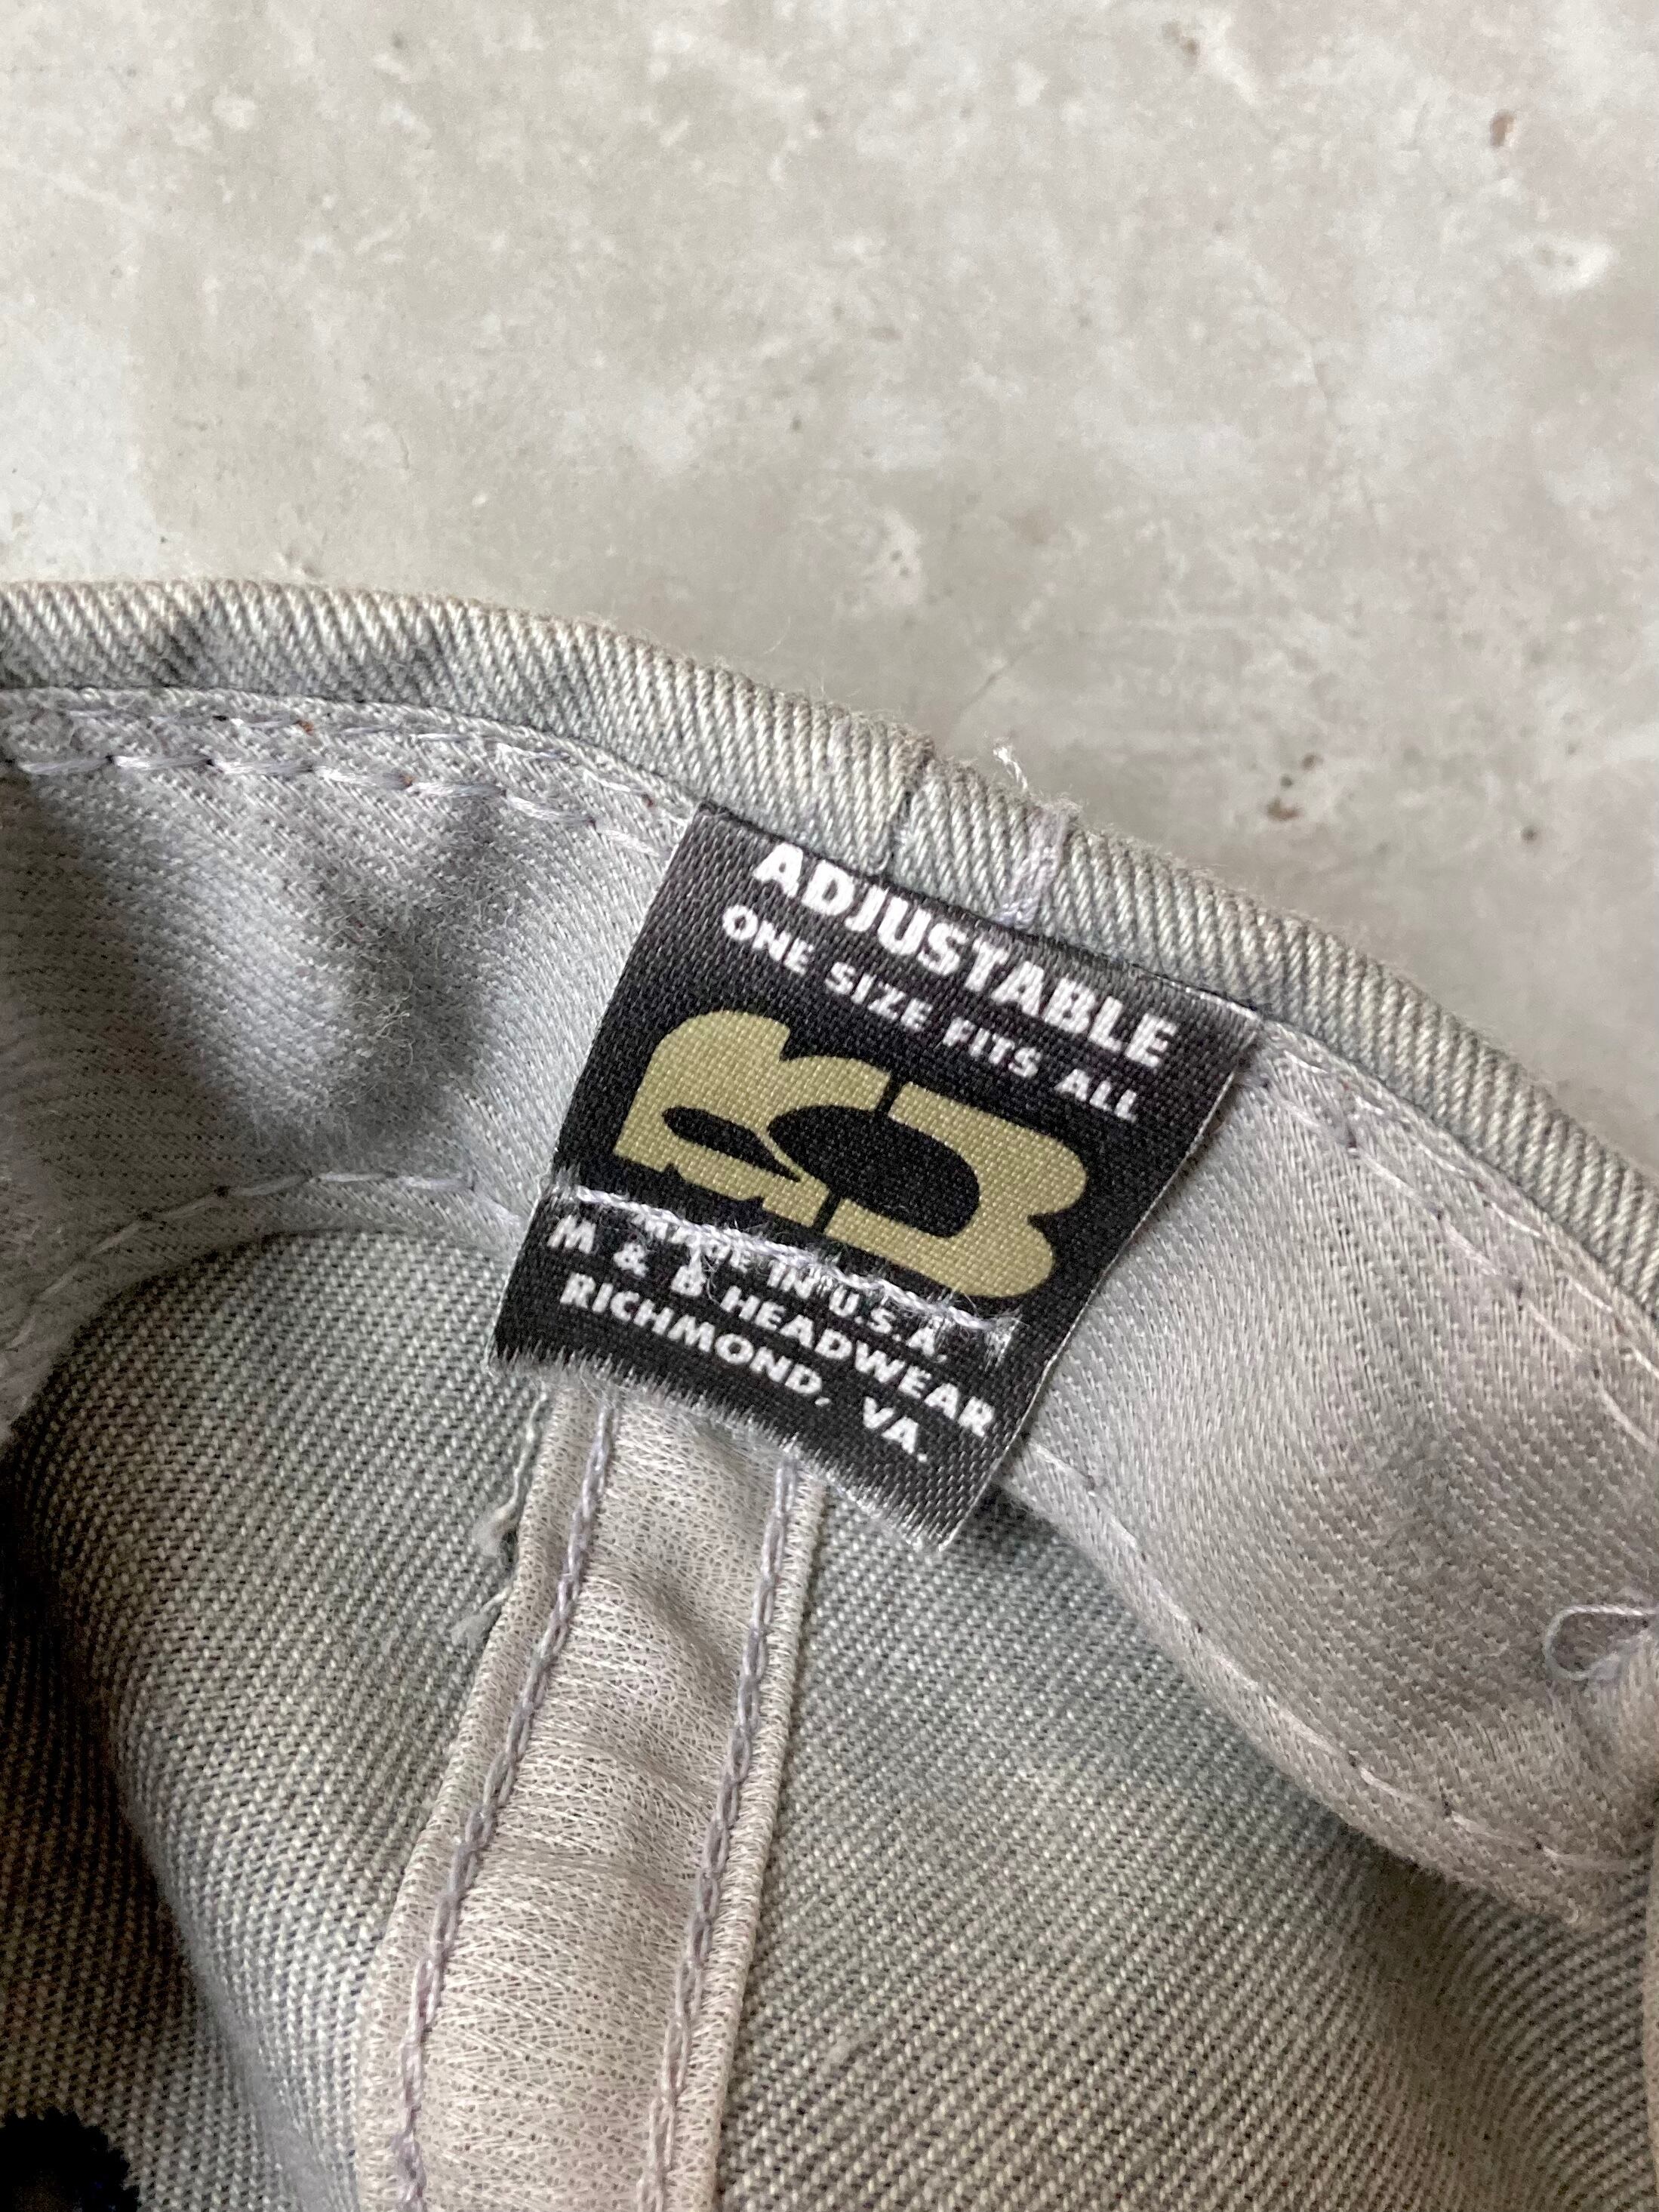 ADJUSTABLE
ONE SIZE FITS ALL
MADE IN U.S.A.
M & B HEADWEAR
RICHMOND, VA.